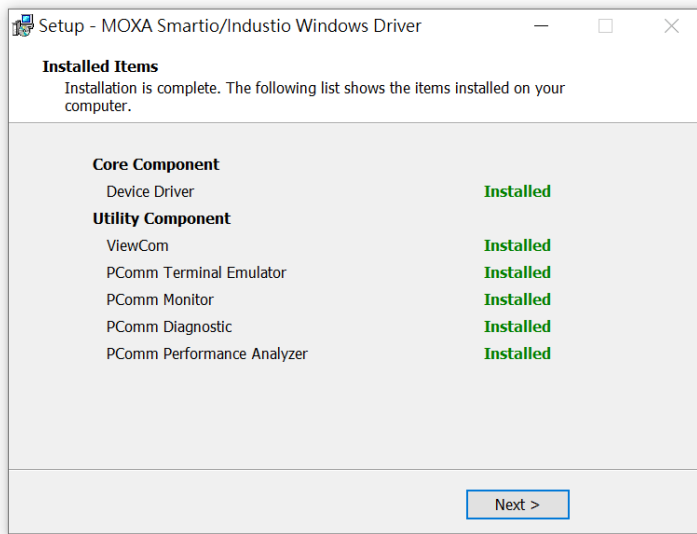 Setup - MOXA Smartio/Industio Windows Driver
Installed Items
Installation is complete. The following list shows the items installed on your
computer.
Core Component
Device Driver Installed
Utility Component
ViewCom Installed
PComm Terminal Emulator Installed
PComm Monitor Installed
PComm Diagnostic Installed
PComm Performance Analyzer Installed
Next >